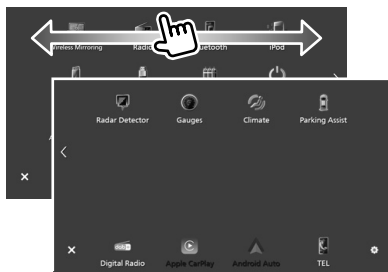 Wireless Mirroring Radio Bluetooth iPod
Radar Detector Gauges Climate Parking Assist
Digital Radio Apple CarPlay Android Auto TEL